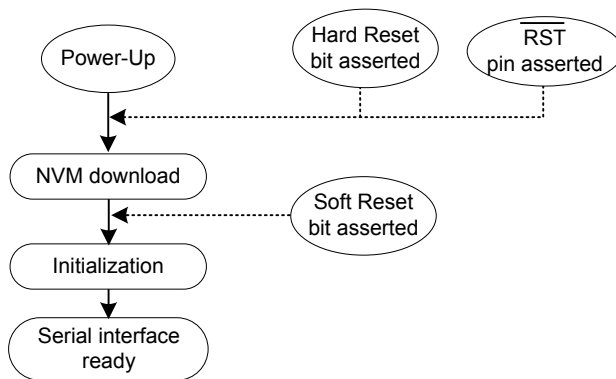 Power-Up
Hard Reset
bit asserted
RST
pin asserted
NVM download
Soft Reset
bit asserted
Initialization
Serial interface
ready